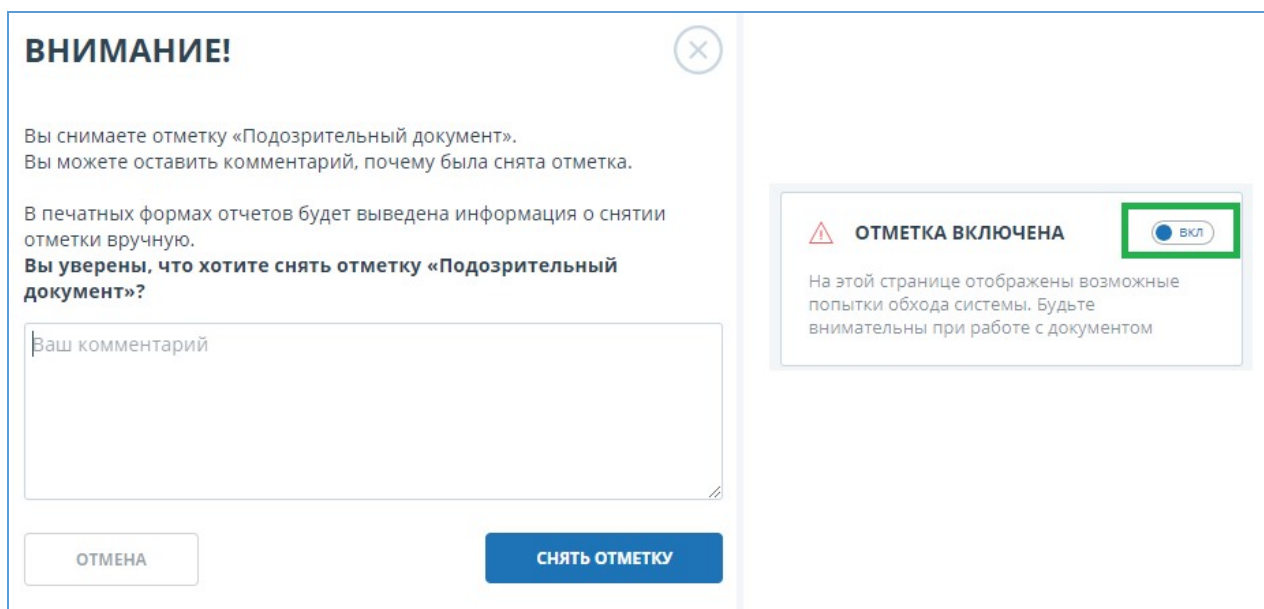 ВНИМАНИЕ!
Вы снимаете отметку «Подозрительный документ».
Вы можете оставить комментарий, почему была снята отметка.
В печатных формах отчетов будет выведена информация о снятии
отметки вручную.
Вы уверены, что хотите снять отметку «Подозрительный
документ»?
Ваш комментарий
ОТМЕНА
СНЯТЬ ОТМЕТКУ
ОТМЕТКА ВКЛЮЧЕНА
ВКЛ
На этой странице отображены возможные
попытки обхода системы. Будьте
внимательны при работе с документом